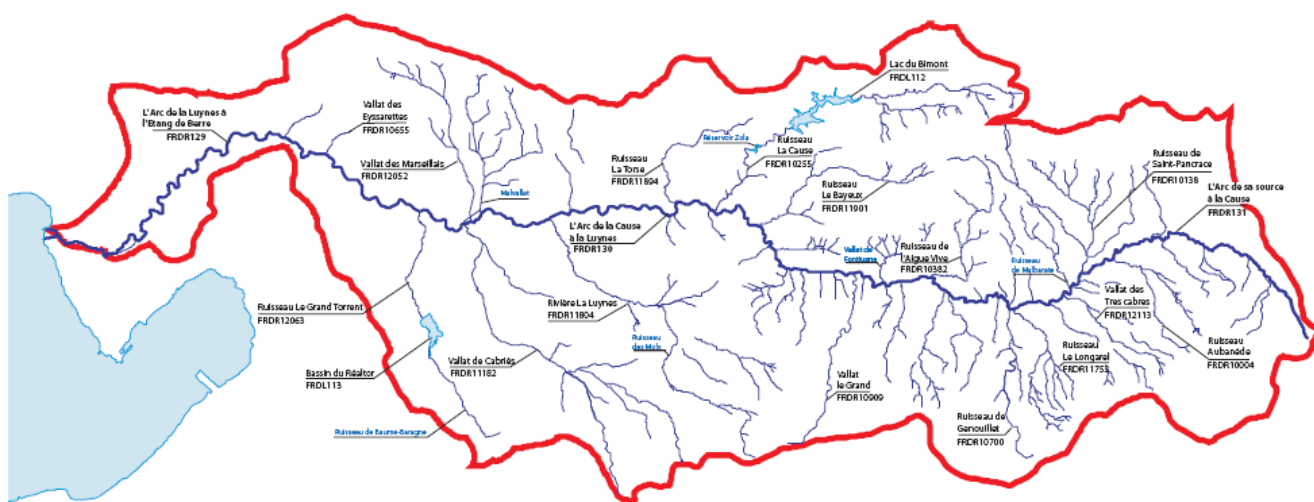 Lac du Bimont
FRDL112
L'Arc de la Luynes à
l'Etang de Berre
FRDR129
Vallat des
Eyssarettes
FRDR10655
Vallat des Marseillais
FRDR12052
Malvallat
Réservoir Zola
Ruisseau
La Torse
FRDR11894
Ruisseau
La Cause
FRDR10255
Ruisseau
Le Bayeux
FRDR11901
Ruisseau de
Saint-Pancrace
FRDR10138
L'Arc de sa source
à la Cause
FRDR131
L'Arc de la Cause
à la Luynes
FRDR130
Vallat de
Ruisseau de
l'Aigue Vive
FRDR10382
Ruisseau
de Malbarate
Vallat des
Tres cabres
FRDR12113
Ruisseau Le Grand Torrent
FRDR12063
Rivière La Luynes
FRDR11804
Ruisseau
des Mols
Bassin du Réaltor
FRDL113
Vallat de Cabriès
FRDR11182
Vallat
le Grand
FRDR10909
Ruisseau
Le Longarel
FRDR11753
Ruisseau
Aubanède
FRDR10004
Ruisseau de
Genouillet
FRDR10700
Ruisseau de Baume-Baragne